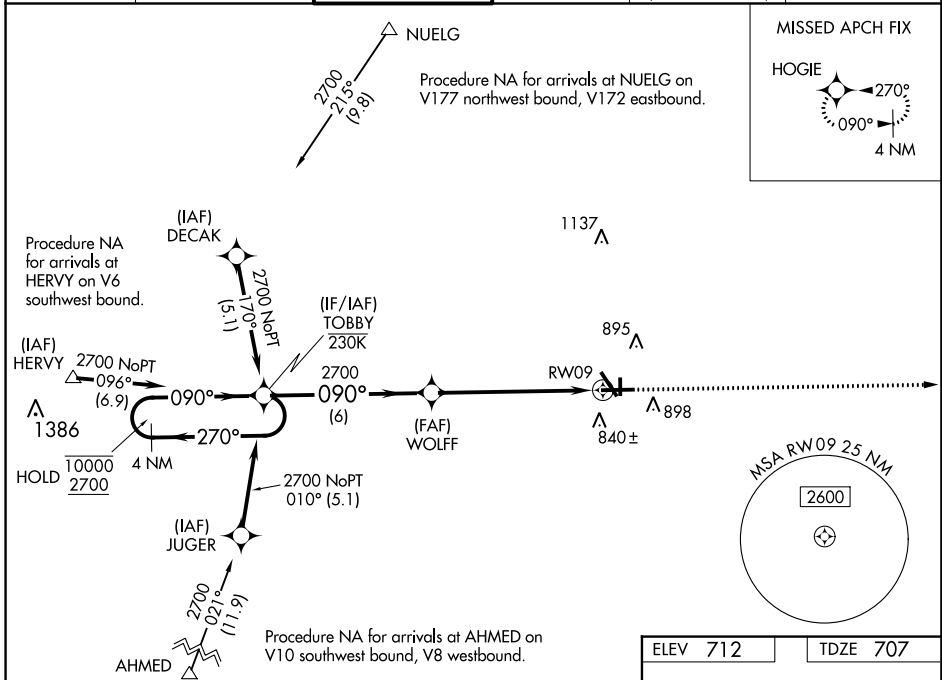 NUELG
2700
215°
(9.8)
Procedure NA for arrivals at NUELG on
V177 northwest bound, V172 eastbound.
MISSED APCH FIX
HOGIE
270°
090°
4 NM
1137
(IAF)
DECAK
2700 NoPT
170°
(5.1)
Procedure NA
for arrivals at
HERVY on V6
southwest bound.
(IF/IAF)
TOBBY
230K
895
(IAF)
HERVY
2700 NoPT
096°
(6.9)
090°
2700
090°
(6)
RW09
(FAF)
WOLFF
898
840±
1386
270°
4 NM
HOLD
10000
2700
2700 NoPT
010° (5.1)
(IAF)
JUGER
2700
021°
(11.9)
AHMED
Procedure NA for arrivals at AHMED on
V10 southwest bound, V8 westbound.
MSA RW09 25 NM
2600
ELEV 712
TDZE 707